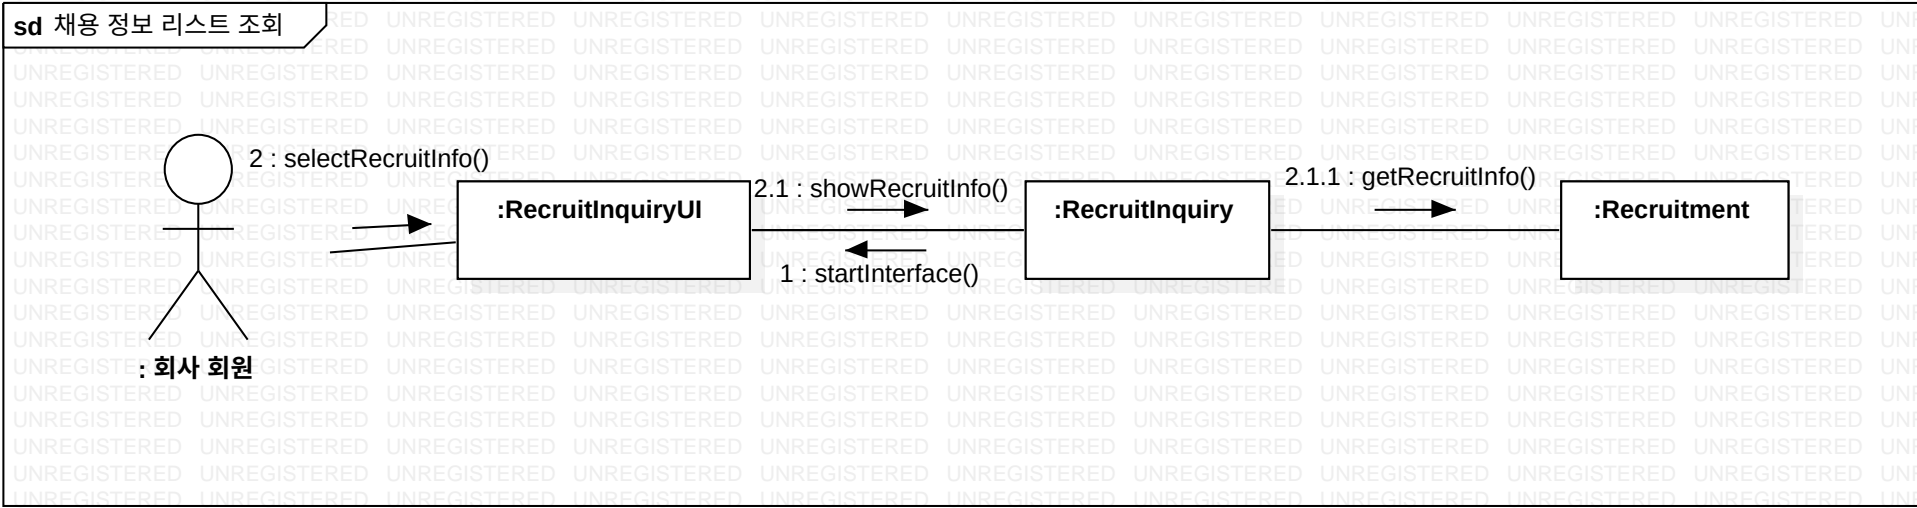 sd 채용 정보 리스트 조회
2 : selectRecruitInfo()
:RecruitInquiryUI
2.1 : showRecruitInfo()
1 : startInterface()
:RecruitInquiry
2.1.1 : getRecruitInfo()
:Recruitment
: 회사 회원
UNREGISTERED